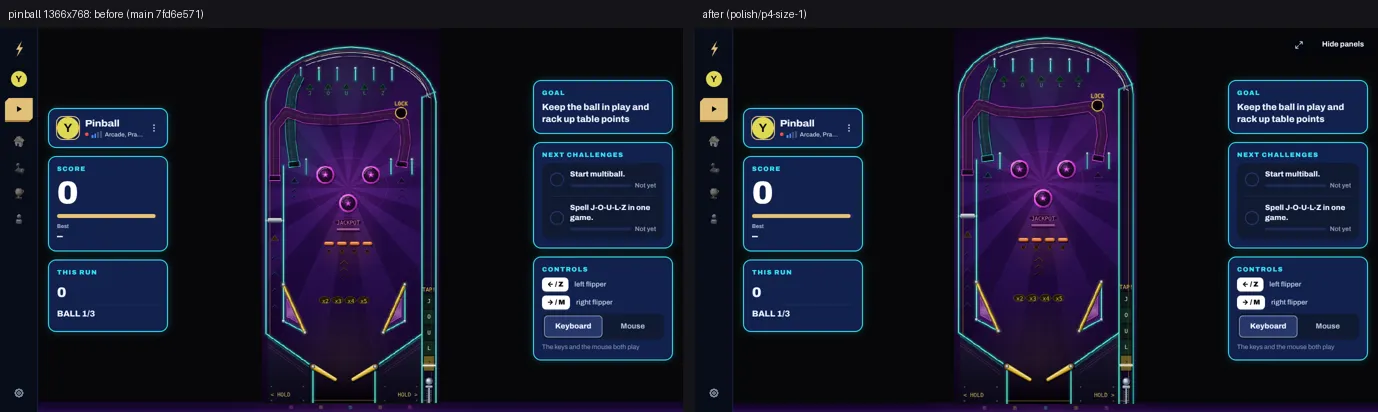 pinball 1366x768: before (main 7fd6e571)
Y
Y
Pinball
Arcade, Pra...
SCORE
0
Best
–
THIS RUN
0
BALL 1/3
J O U L Z
LOCK
JACKPOT
x2 x3 x4 x5
TAP!
J
O
U
L
< HOLD
HOLD >
GOAL
Keep the ball in play and
rack up table points
NEXT CHALLENGES
Start multiball.
Not yet
Spell J-O-U-L-Z in one
game.
Not yet
CONTROLS
← / Z left flipper
→ / M right flipper
Keyboard Mouse
The keys and the mouse both play
after (polish/p4-size-1)
Hide panels
Y
Y
Pinball
Arcade, Pra...
SCORE
0
Best
–
THIS RUN
0
BALL 1/3
J O U L Z
LOCK
JACKPOT
x2 x3 x4 x5
TAP!
J
O
U
L
< HOLD
HOLD >
GOAL
Keep the ball in play and
rack up table points
NEXT CHALLENGES
Start multiball.
Not yet
Spell J-O-U-L-Z in one
game.
Not yet
CONTROLS
← / Z left flipper
→ / M right flipper
Keyboard Mouse
The keys and the mouse both play